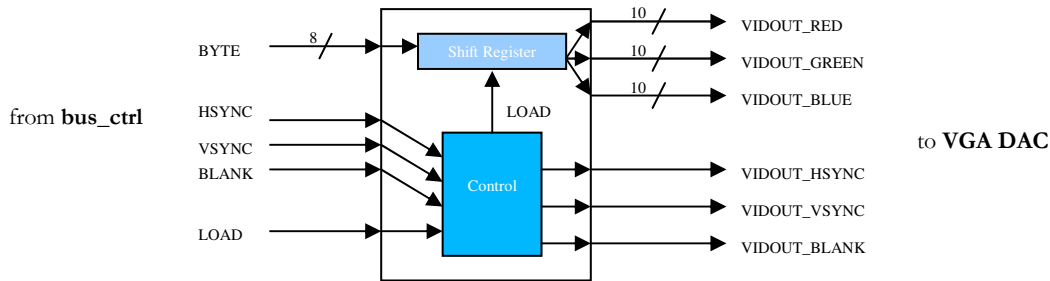 10
VIDOUT_RED
8
BYTE
Shift Register
10
VIDOUT_GREEN
10
VIDOUT_BLUE
from bus_ctrl
HSYNC
LOAD
to VGA DAC
VSYNC
BLANK
Control
VIDOUT_HSYNC
VIDOUT_VSYNC
LOAD
VIDOUT_BLANK